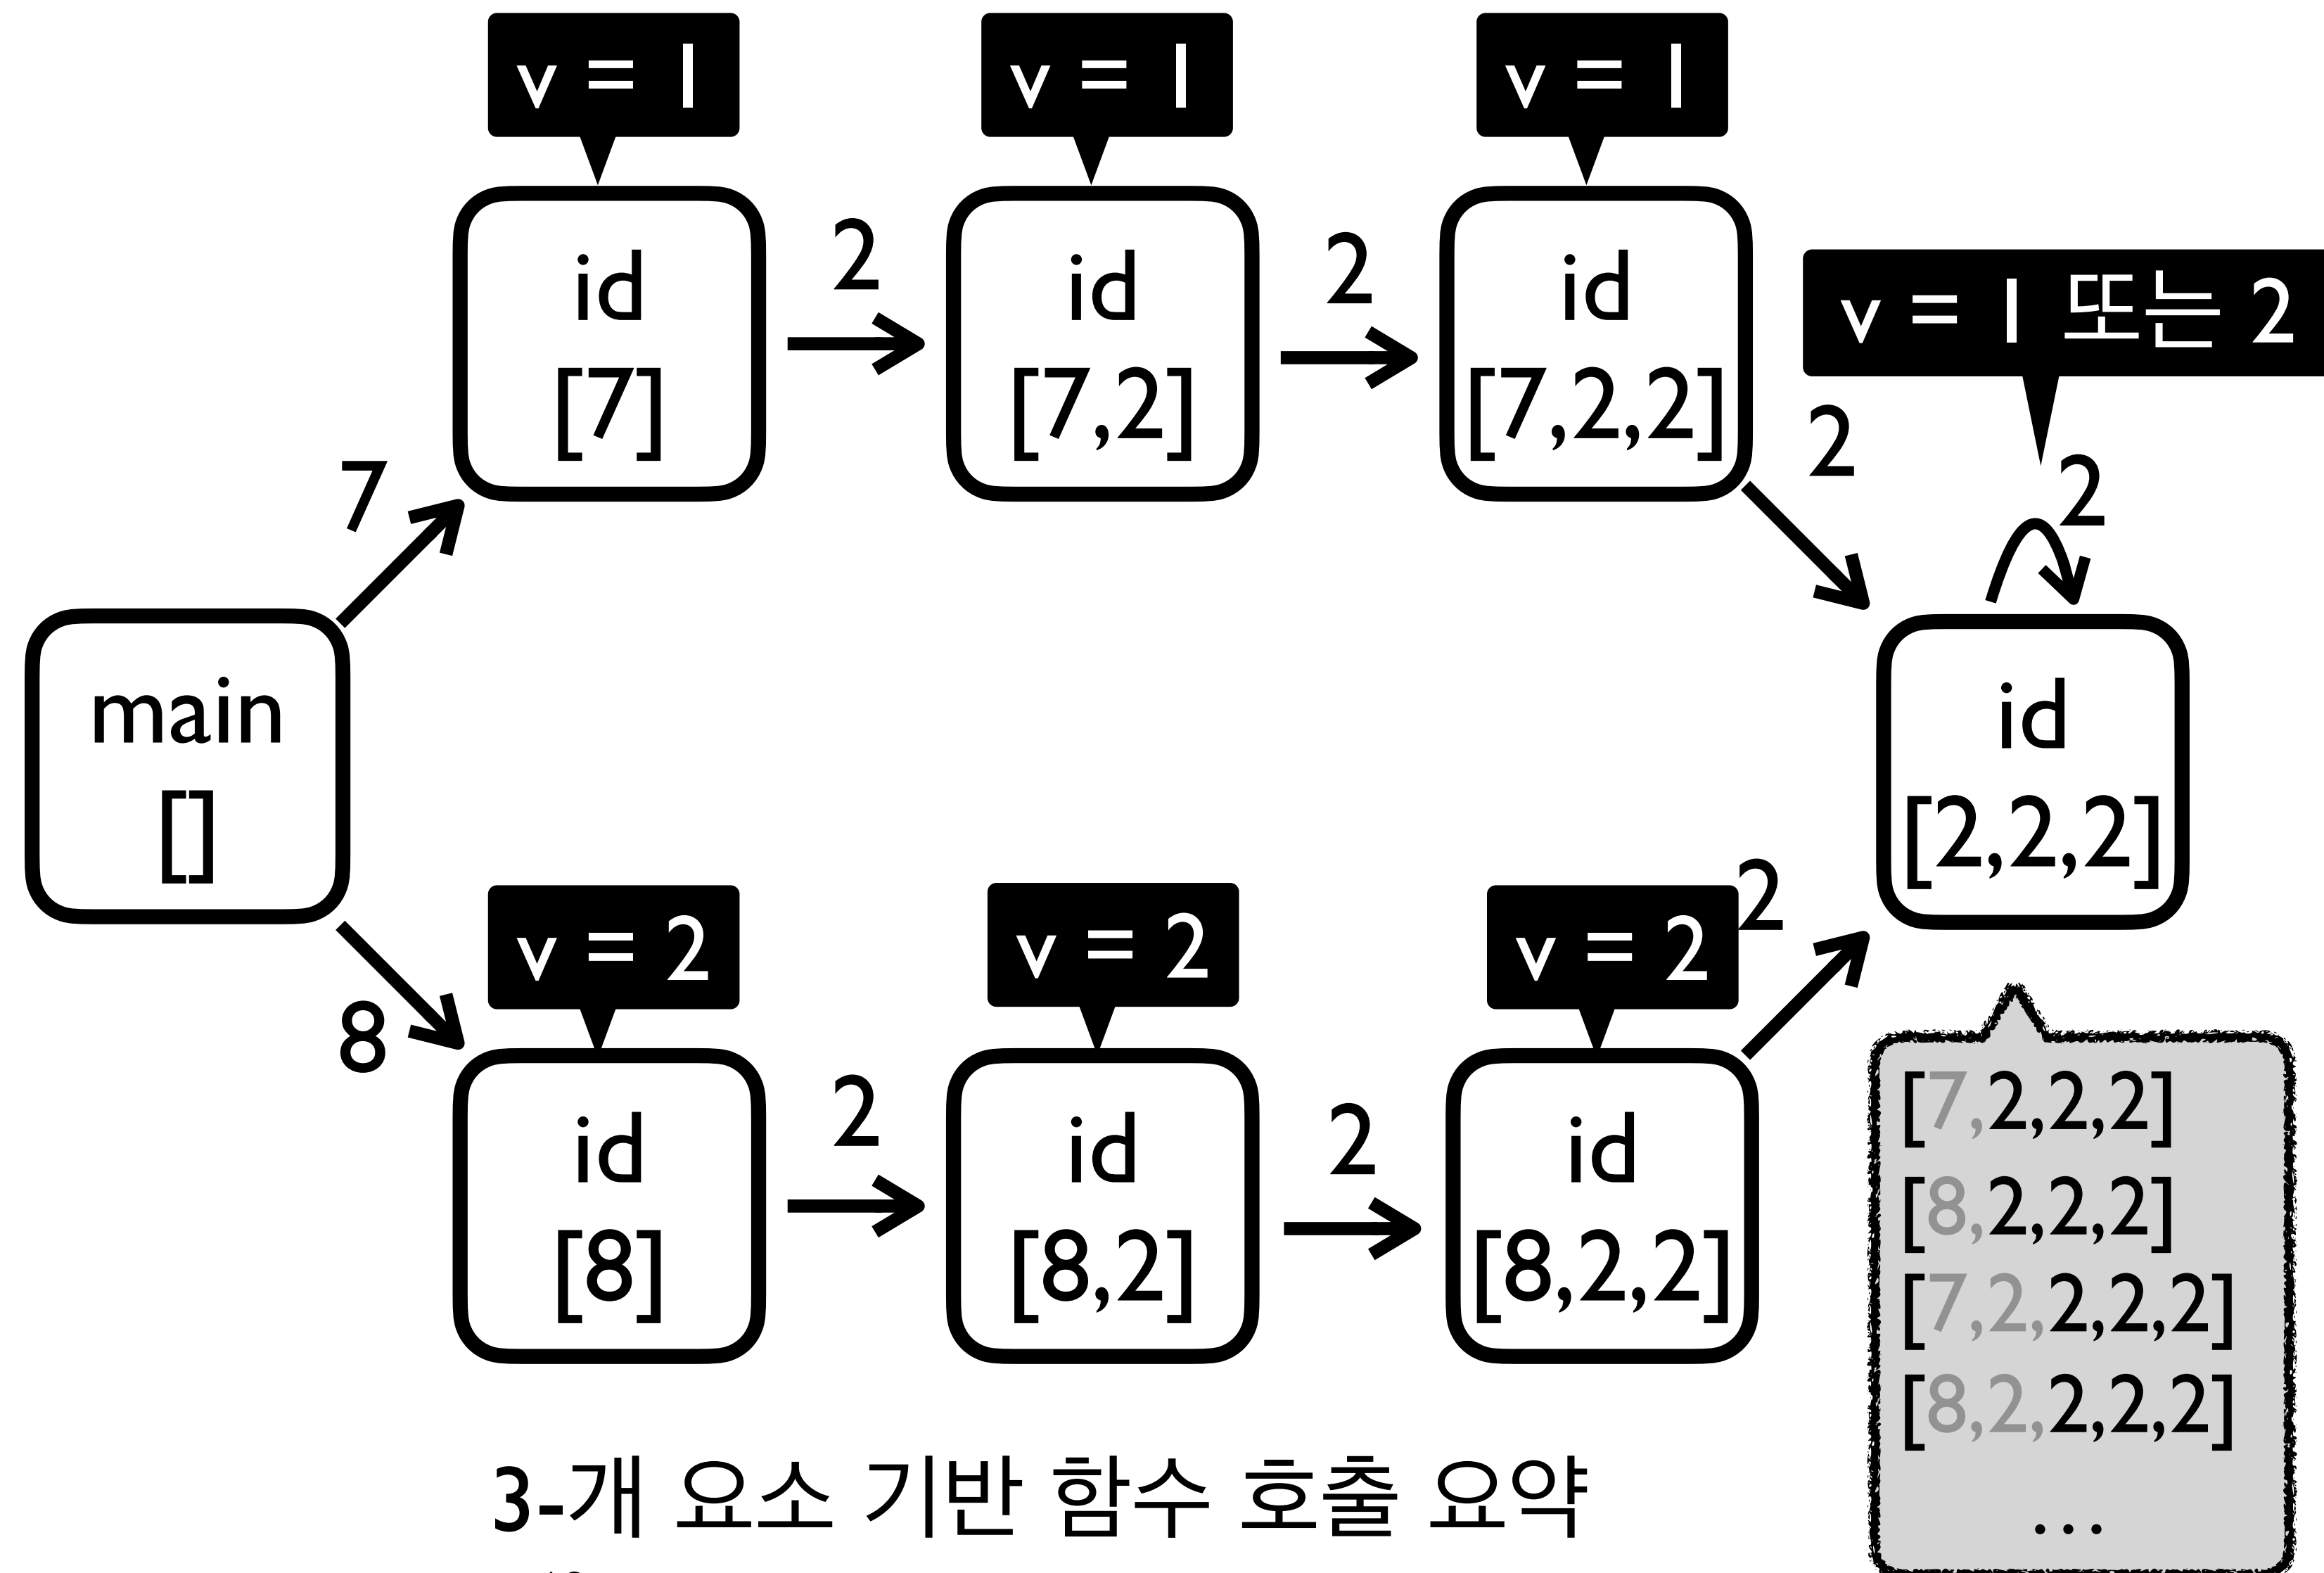 v = 1
v = 1
v = 1
id
[7]
2
id
[7,2]
2
id
[7,2,2]
v = 1 또는 2
2
2
7
main
[]
8
id
[2,2,2]
v = 2
v = 2
v = 2
2
id
[8]
2
id
[8,2]
2
id
[8,2,2]
[7,2,2,2]
[8,2,2,2]
[7,2,2,2,2]
[8,2,2,2,2]
...
3-개 요소 기반 함수 호출 요약